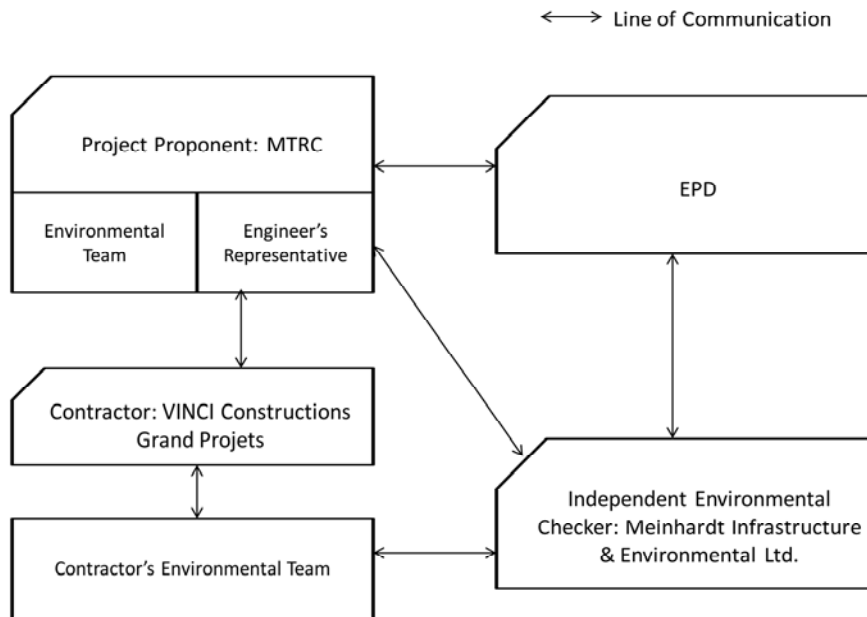 Line of Communication
Project Proponent: MTRC
Environmental
Team
Engineer's
Representative
EPD
Contractor: VINCI Constructions
Grand Projets
Contractor's Environmental Team
Independent Environmental
Checker: Meinhardt Infrastructure
& Environmental Ltd.